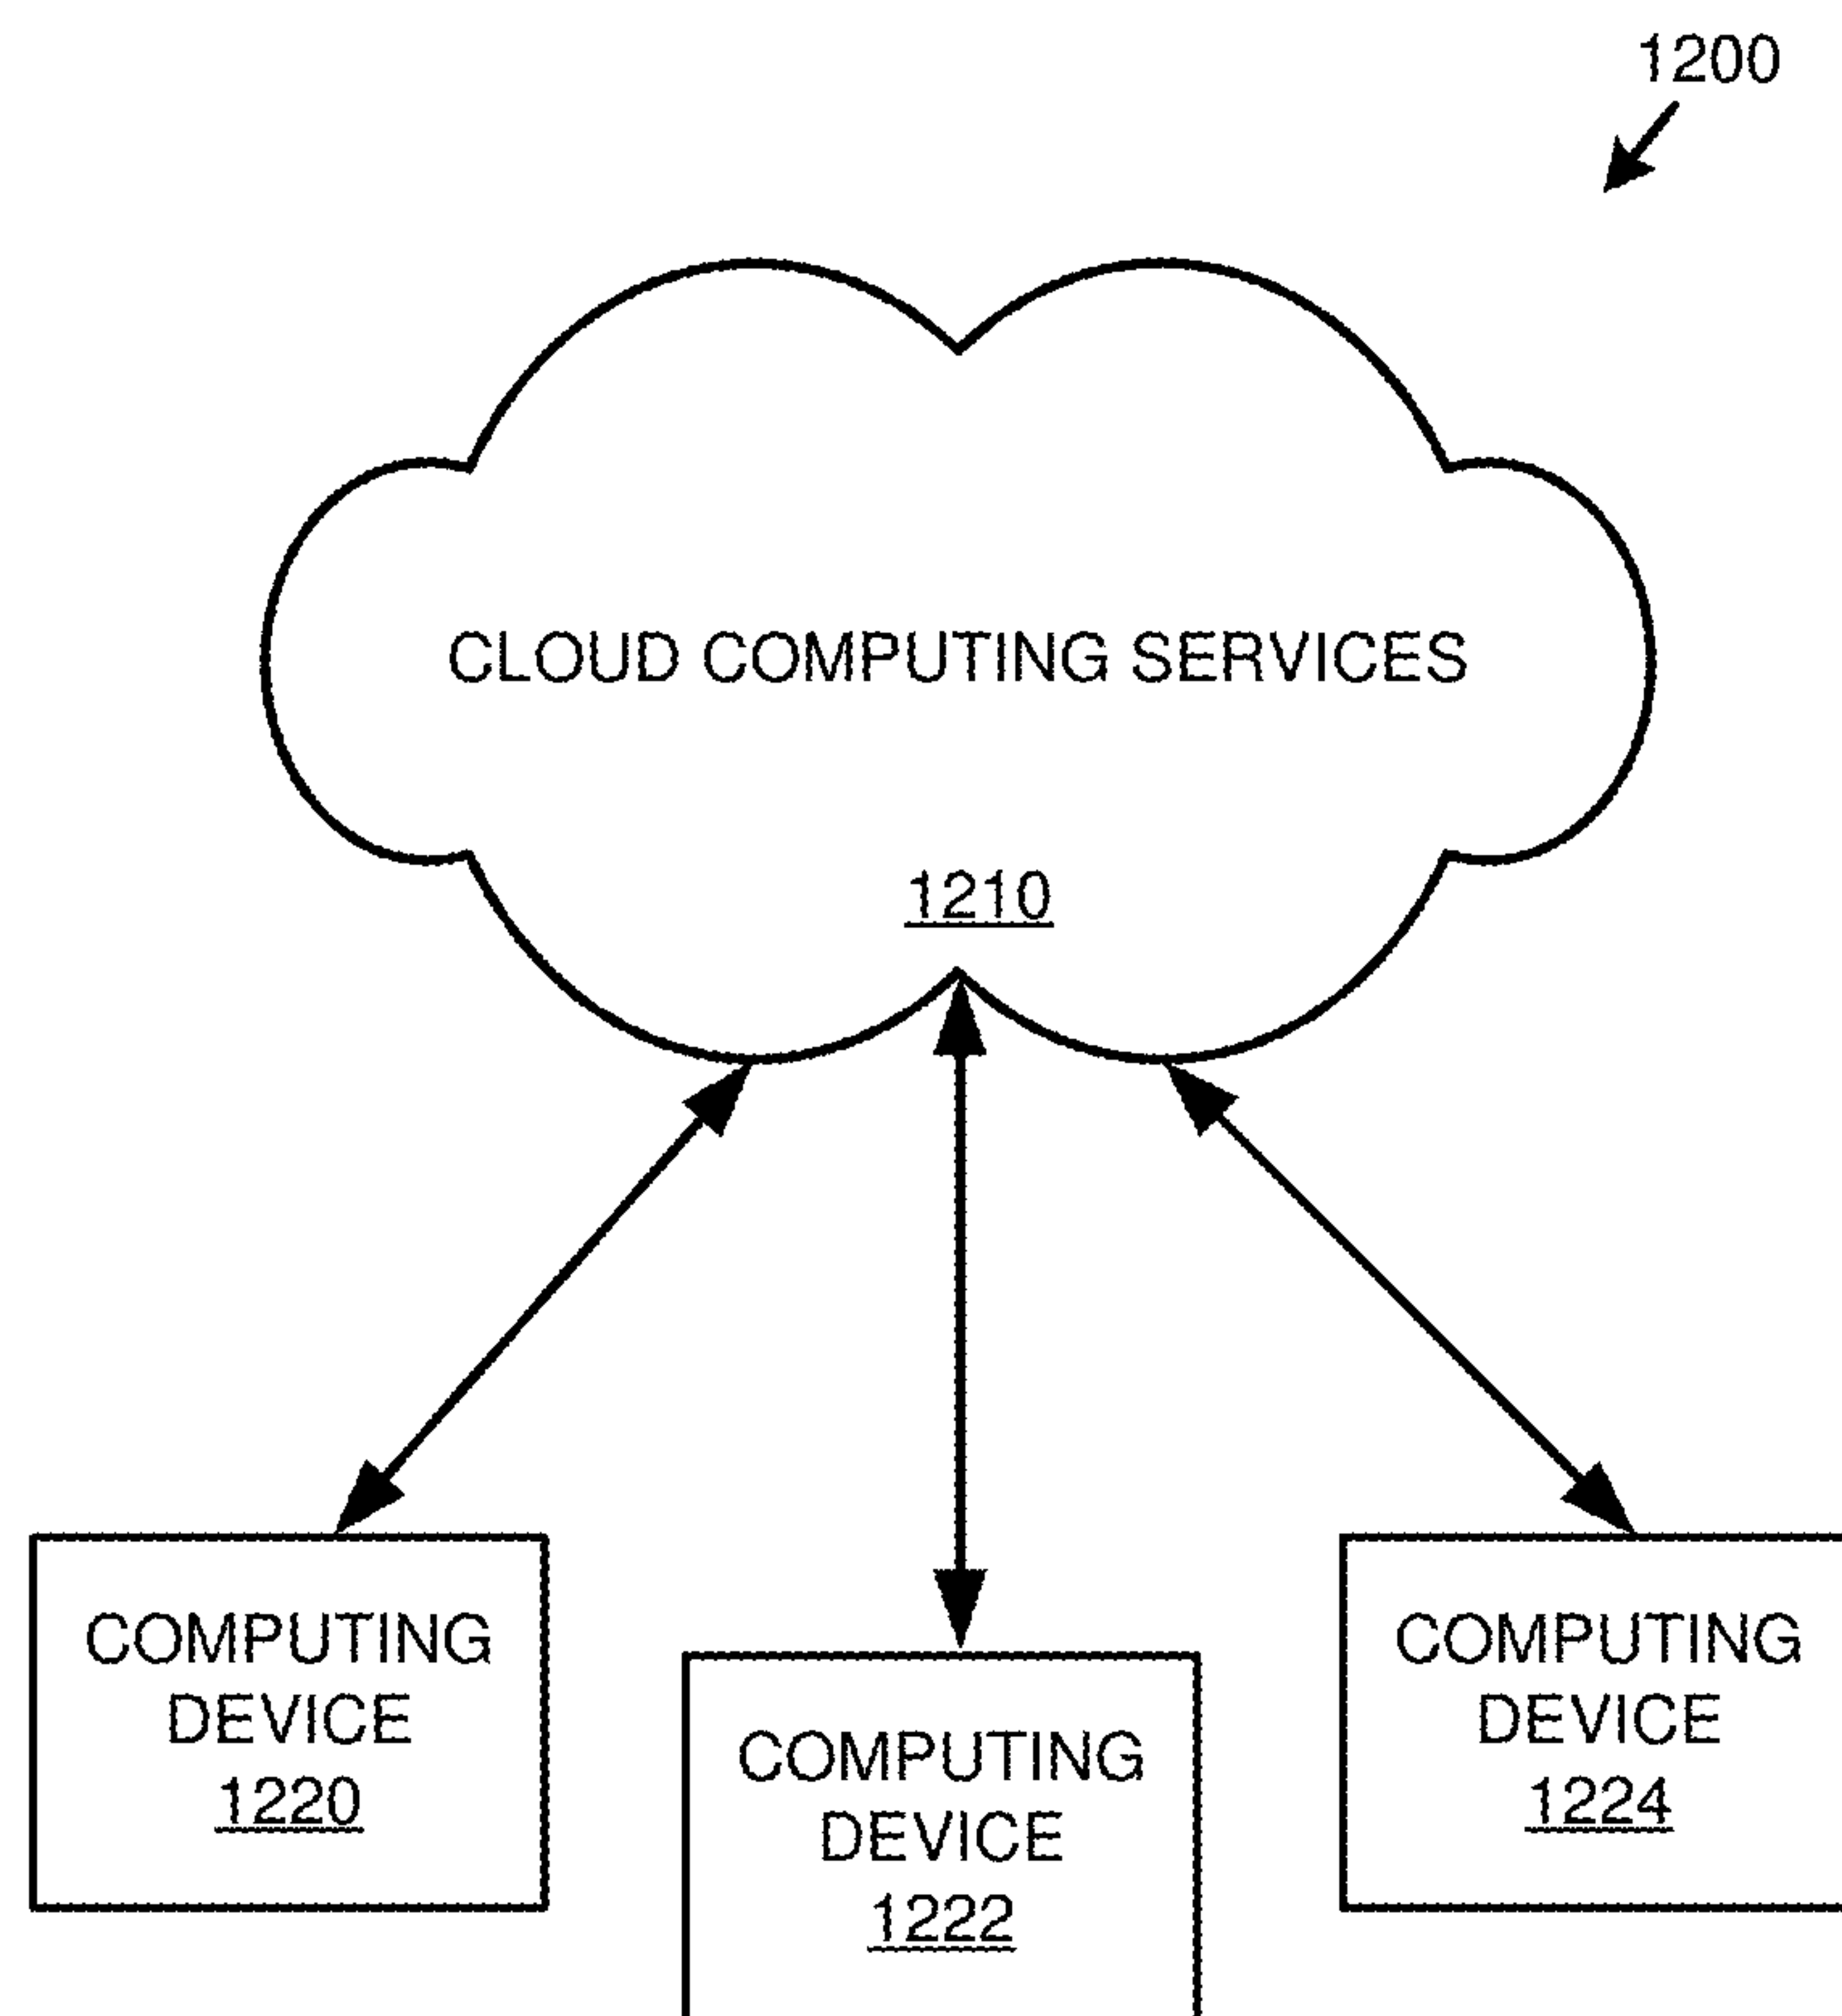 1200
CLOUD COMPUTING SERVICES
1210
COMPUTING
DEVICE
1220
COMPUTING
DEVICE
1222
COMPUTING
DEVICE
1224